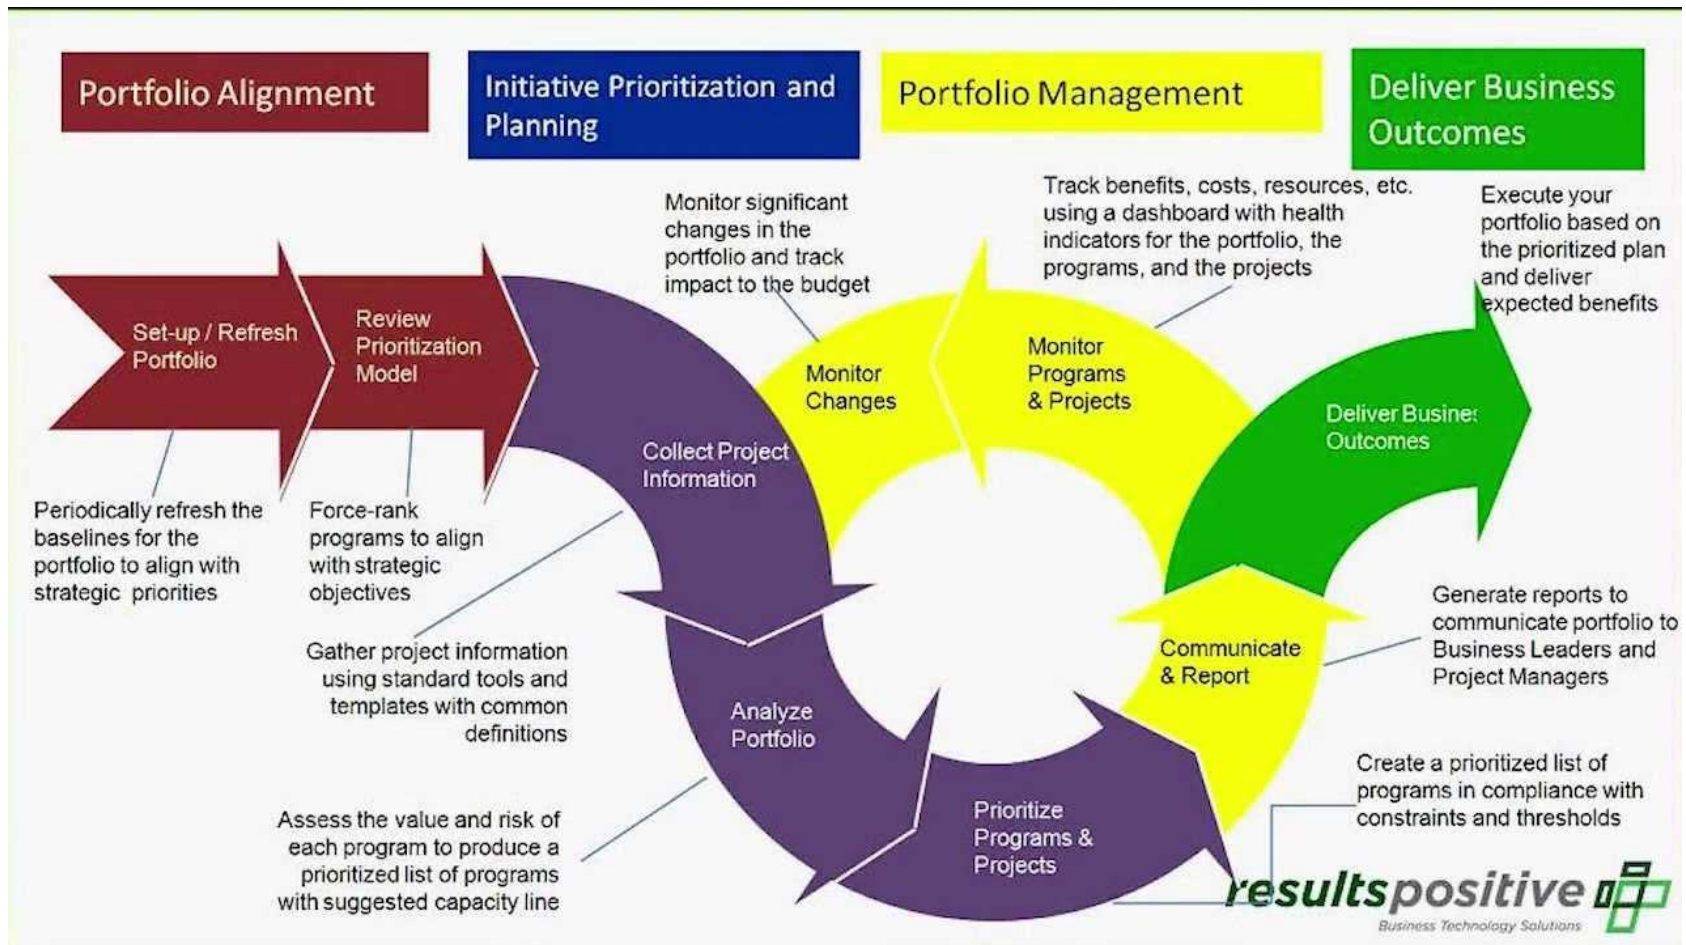 Portfolio Alignment
Initiative Prioritization and
Planning
Portfolio Management
Deliver Business
Outcomes
Monitor significant
changes in the
portfolio and track
impact to the budget
Track benefits, costs, resources, etc.
using a dashboard with health
indicators for the portfolio, the
programs, and the projects
Execute your
portfolio based on
the prioritized plan
and deliver
expected benefits
Set-up / Refresh
Portfolio
Review
Prioritization
Model
Collect Project
Information
Monitor
Changes
Monitor
Programs
& Projects
Deliver Busines
Outcomes
Periodically refresh the
baselines for the
portfolio to align with
strategic priorities
Force-rank
programs to align
with strategic
objectives
Gather project information
using standard tools and
templates with common
definitions
Analyze
Portfolio
Communicate
& Report
Generate reports to
communicate portfolio to
Business Leaders and
Project Managers
Assess the value and risk of
each program to produce a
prioritized list of programs
with suggested capacity line
Prioritize
Programs &
Projects
Create a prioritized list of
programs in compliance with
constraints and thresholds
resultspositive
Business Technology Solutions